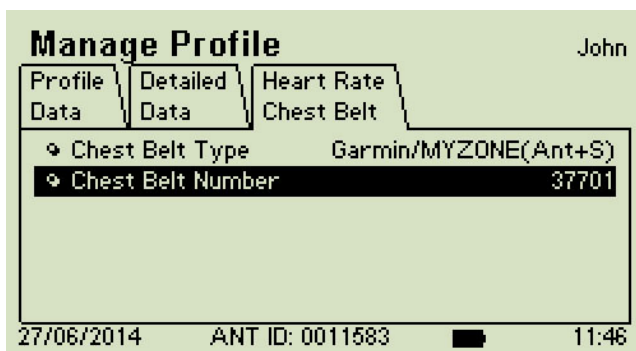 Manage Profile John
Profile Data
Detailed Data
Heart Rate Chest Belt
Chest Belt Type Garmin/MYZONE(Ant+S)
Chest Belt Number 37701
27/06/2014 ANT ID: 0011583 11:46